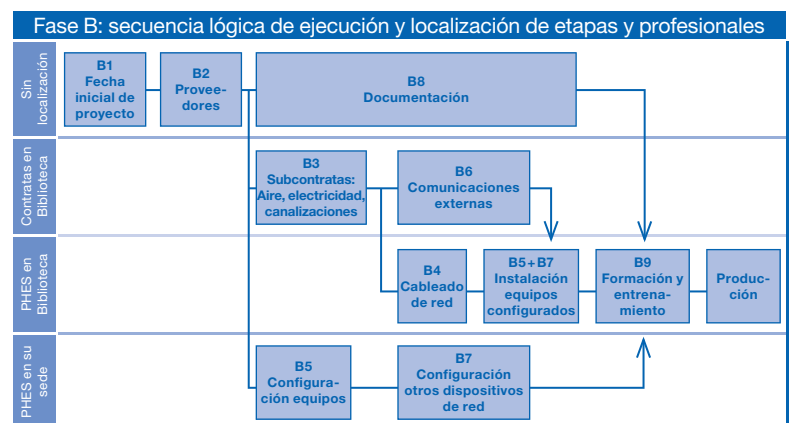 Fase B: secuencia lógica de ejecución y localización de etapas y profesionales
Sin
localización
B1
Fecha
inicial de
proyecto
B2
Provee-
dores
B8
Documentación
Contratas en
Biblioteca
B3
Subcontratas:
Aire, electricidad,
canalizaciones
B6
Comunicaciones
externas
PHES en
Biblioteca
B4
Cableado
de red
B5+B7
Instalación
equipos
configurados
B9
Formación y
entrena-
miento
Produc-
ción
PHES en su
sede
B5
Configura-
ción equipos
B7
Configuración
otros dispositivos
de red